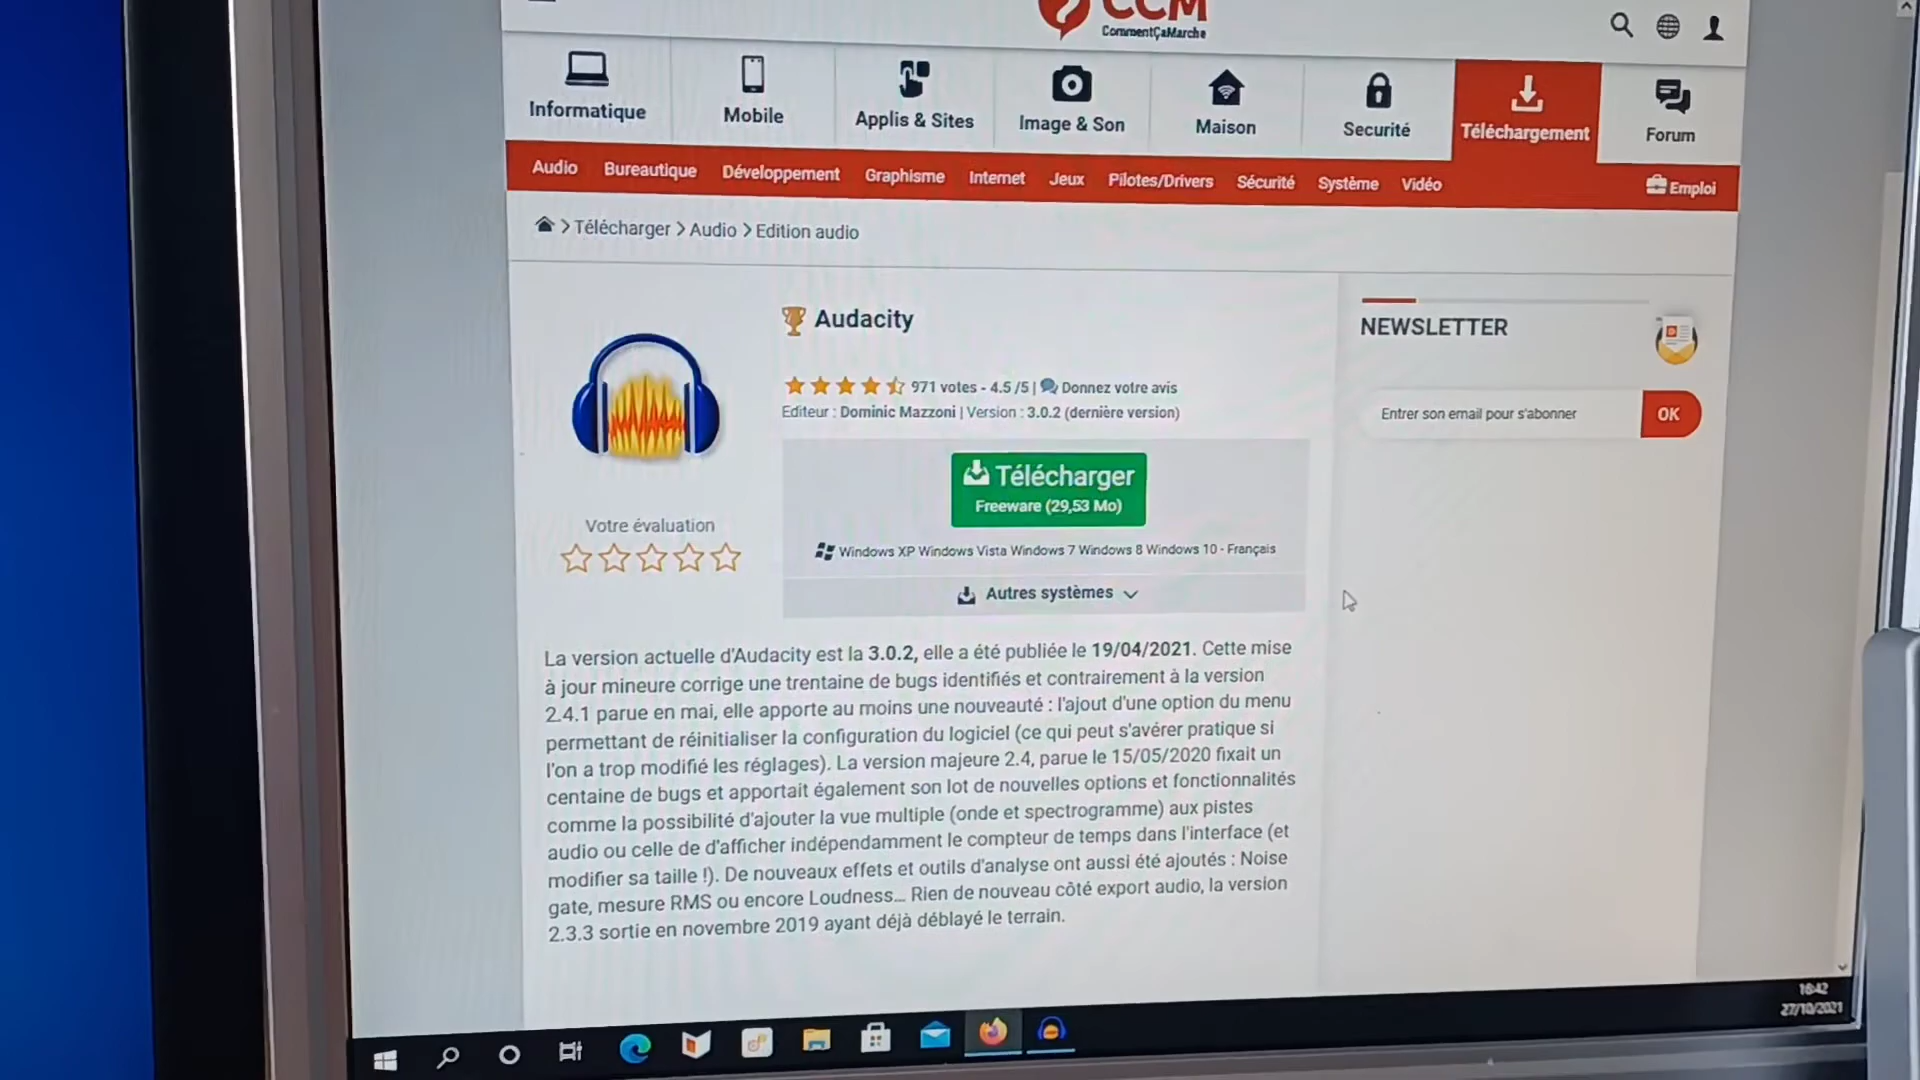 CCM
CommentÇaMarche
Informatique
Mobile
Applis & Sites
Image & Son
Maison
Securité
Téléchargement
Forum
Audio Bureautique Développement Graphisme Internet Jeux Pilotes/Drivers Sécurité Système Vidéo Emploi
> Télécharger > Audio > Edition audio
Audacity
971 votes - 4.5 /5 | Donnez votre avis
Editeur : Dominic Mazzoni | Version : 3.0.2 (dernière version)
Télécharger
Freeware (29,53 Mo)
Windows XP Windows Vista Windows 7 Windows 8 Windows 10 - Français
Autres systèmes
Votre évaluation
NEWSLETTER
Entrer son email pour s'abonner
OK
La version actuelle d'Audacity est la 3.0.2, elle a été publiée le 19/04/2021. Cette mise
à jour mineure corrige une trentaine de bugs identifiés et contrairement à la version
2.4.1 parue en mai, elle apporte au moins une nouveauté : l'ajout d'une option du menu
permettant de réinitialiser la configuration du logiciel (ce qui peut s'avérer pratique si
l'on a trop modifié les réglages). La version majeure 2.4, parue le 15/05/2020 fixait un
centaine de bugs et apportait également son lot de nouvelles options et fonctionnalités
comme la possibilité d'ajouter la vue multiple (onde et spectrogramme) aux pistes
audio ou celle de d'afficher indépendamment le compteur de temps dans l'interface (et
modifier sa taille !). De nouveaux effets et outils d'analyse ont aussi été ajoutés : Noise
gate, mesure RMS ou encore Loudness... Rien de nouveau côté export audio, la version
2.3.3 sortie en novembre 2019 ayant déjà déblayé le terrain.
16:42
27/10/2021